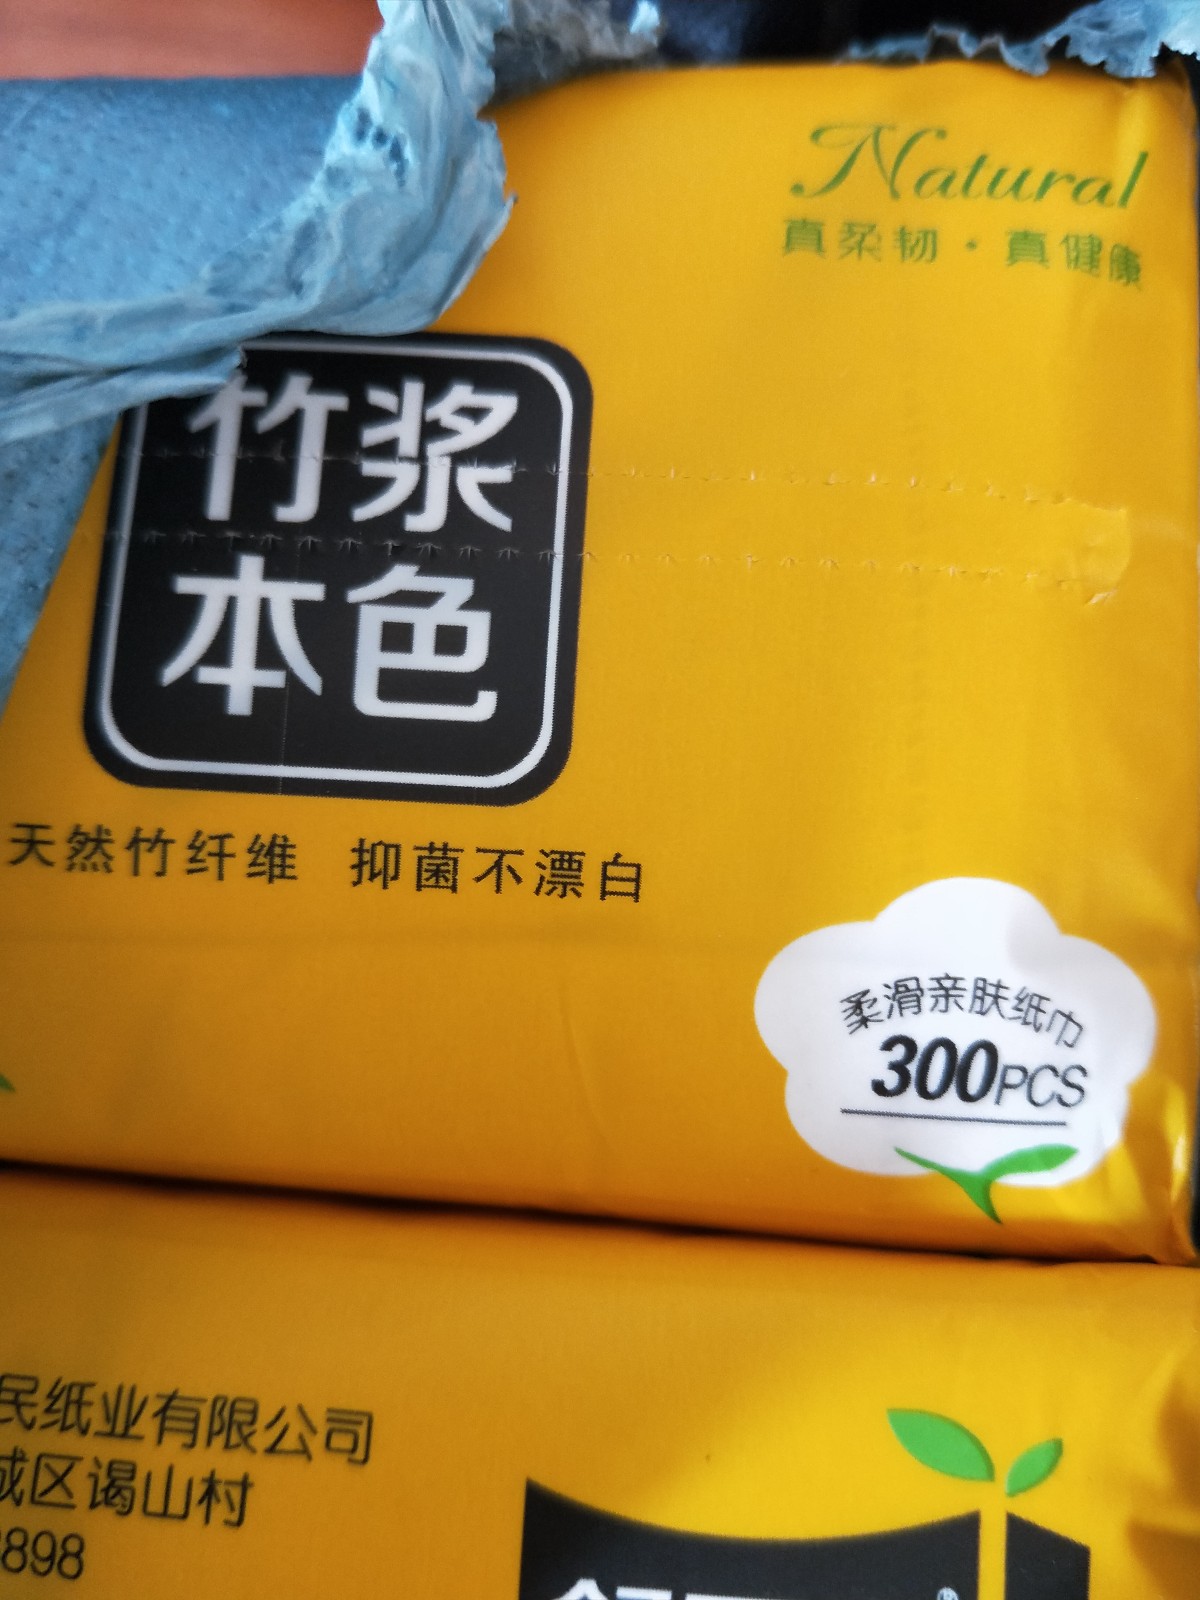 Natural
真柔韧·真健康
竹浆
本色
天然竹纤维 抑菌不漂白
柔滑亲肤纸巾
300PCS
民纸业有限公司
成区谒山村
898
®